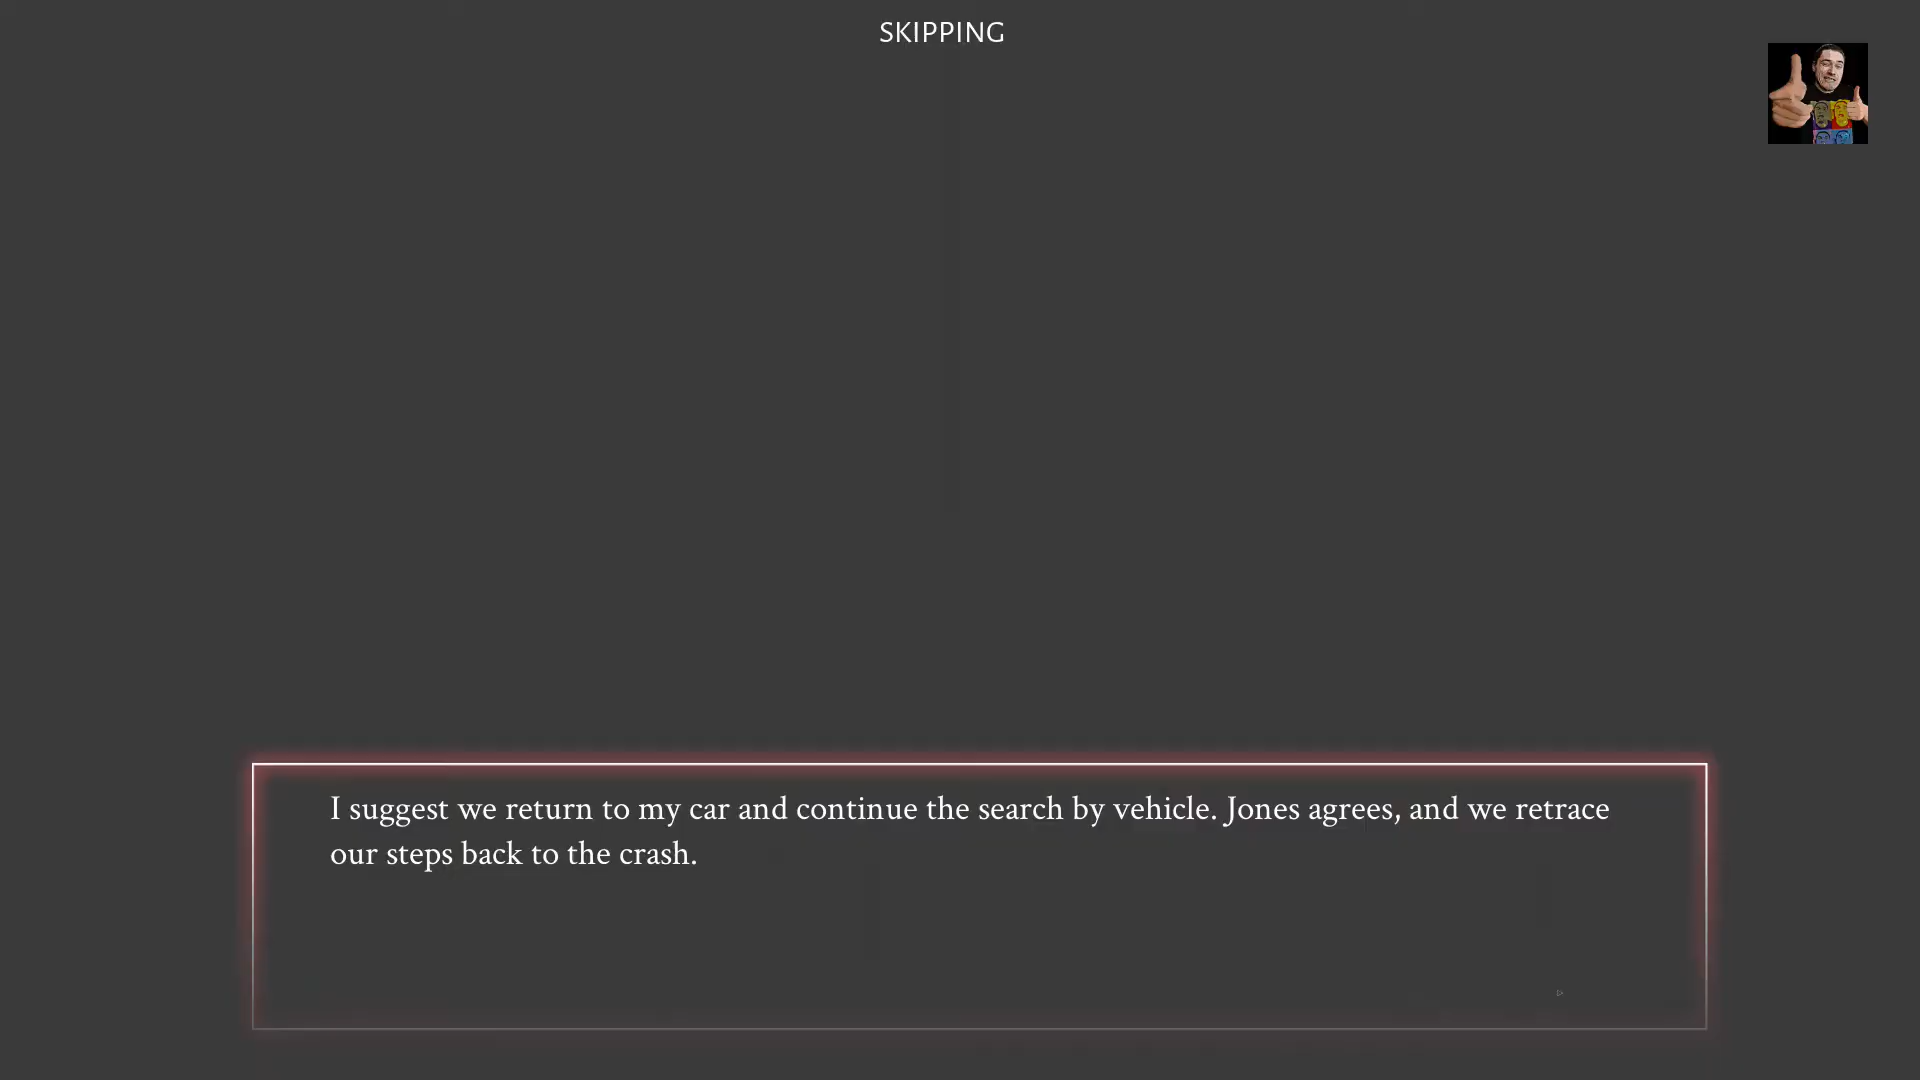 SKIPPING
I suggest we return to my car and continue the search by vehicle. Jones agrees, and we retrace
our steps back to the crash.